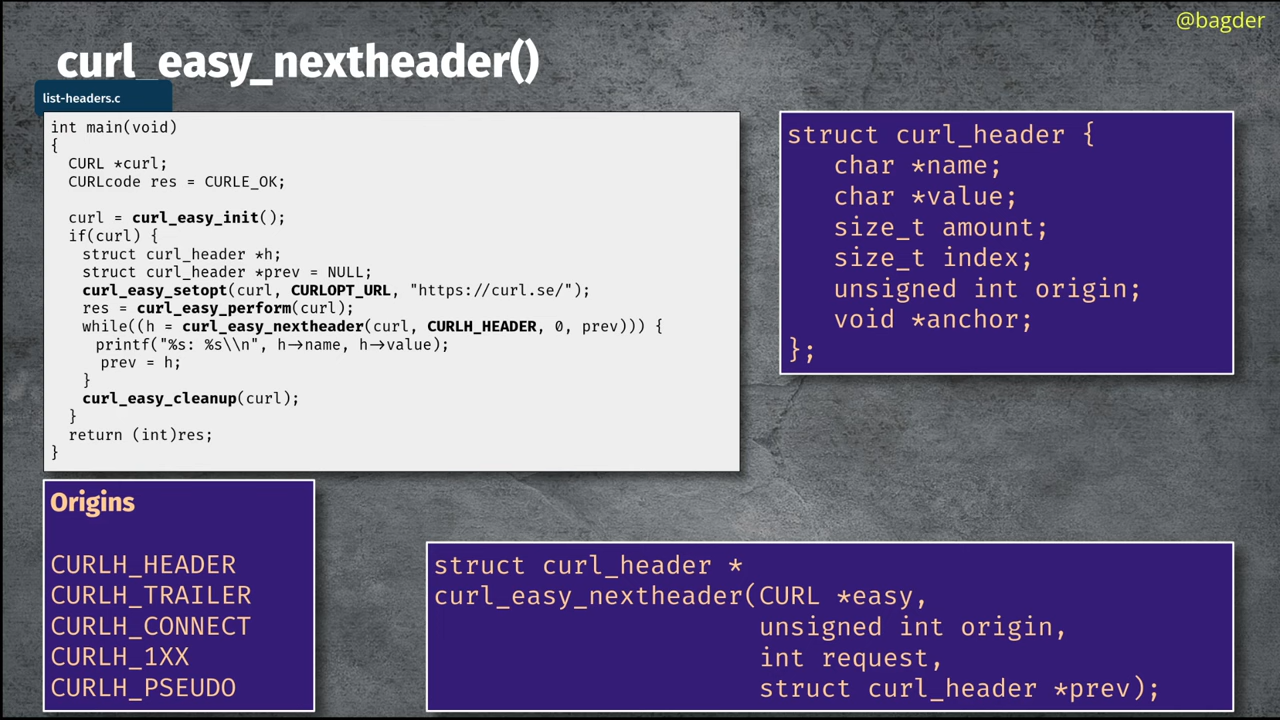 @bagder
curl_easy_nextheader()
list-headers.c
int main(void)
{
  CURL *curl;
  CURLcode res = CURLE_OK;

  curl = curl_easy_init();
  if(curl) {
    struct curl_header *h;
    struct curl_header *prev = NULL;
    curl_easy_setopt(curl, CURLOPT_URL, "https://curl.se/");
    res = curl_easy_perform(curl);
    while((h = curl_easy_nextheader(curl, CURLH_HEADER, 0, prev))) {
      printf("%s: %s\\n", h->name, h->value);
      prev = h;
    }
    curl_easy_cleanup(curl);
  }
  return (int)res;
}
struct curl_header {
   char *name;
   char *value;
   size_t amount;
   size_t index;
   unsigned int origin;
   void *anchor;
};
Origins
CURLH_HEADER
CURLH_TRAILER
CURLH_CONNECT
CURLH_1XX
CURLH_PSEUDO
struct curl_header *
curl_easy_nextheader(CURL *easy,
                     unsigned int origin,
                     int request,
                     struct curl_header *prev);